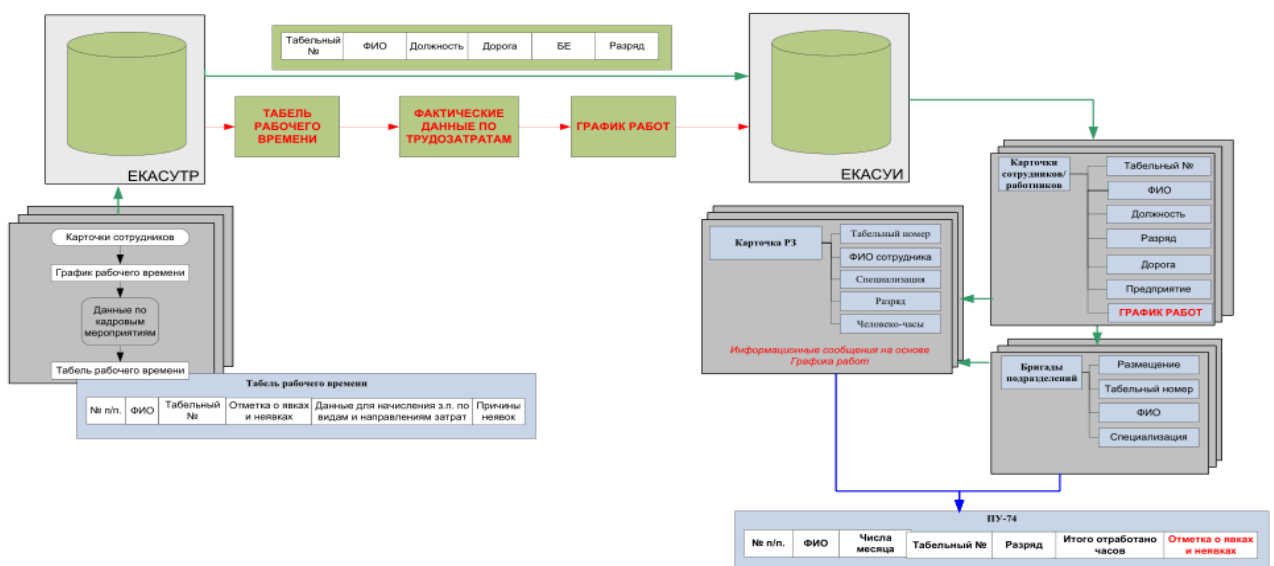 Табельный
№
ФИО
Должность
Дорога
БЕ
Разряд
ТАБЕЛЬ
РАБОЧЕГО
ВРЕМЕНИ
ФАКТИЧЕСКИЕ
ДАННЫЕ ПО
ТРУДОЗАТРАТАМ
ГРАФИК РАБОТ
ЕКАСУТР
ЕКАСУИ
Карточки сотрудников
График рабочего времени
Данные по
кадровым
мероприятиям
Табель рабочего времени
Табель рабочего времени
№ п/п.
ФИО
Табельный
№
Отметка о явках
и неявках
Данные для начисления з.п. по
видам и направлениям затрат
Причины
неявок
Карточка РЗ
Табельный номер
ФИО сотрудника
Специализация
Разряд
Человеко-часы
Информационные сообщения на основе
Графика работ
Карточки
сотрудников/
работников
Табельный №
ФИО
Должность
Разряд
Дорога
Предприятие
ГРАФИК РАБОТ
Бригады
подразделений
Размещение
Табельный номер
ФИО
Специализация
ПУ-74
№ п/п.
ФИО
Числа
месяца
Табельный №
Разряд
Итого отработано
часов
Отметка о явках
и неявках